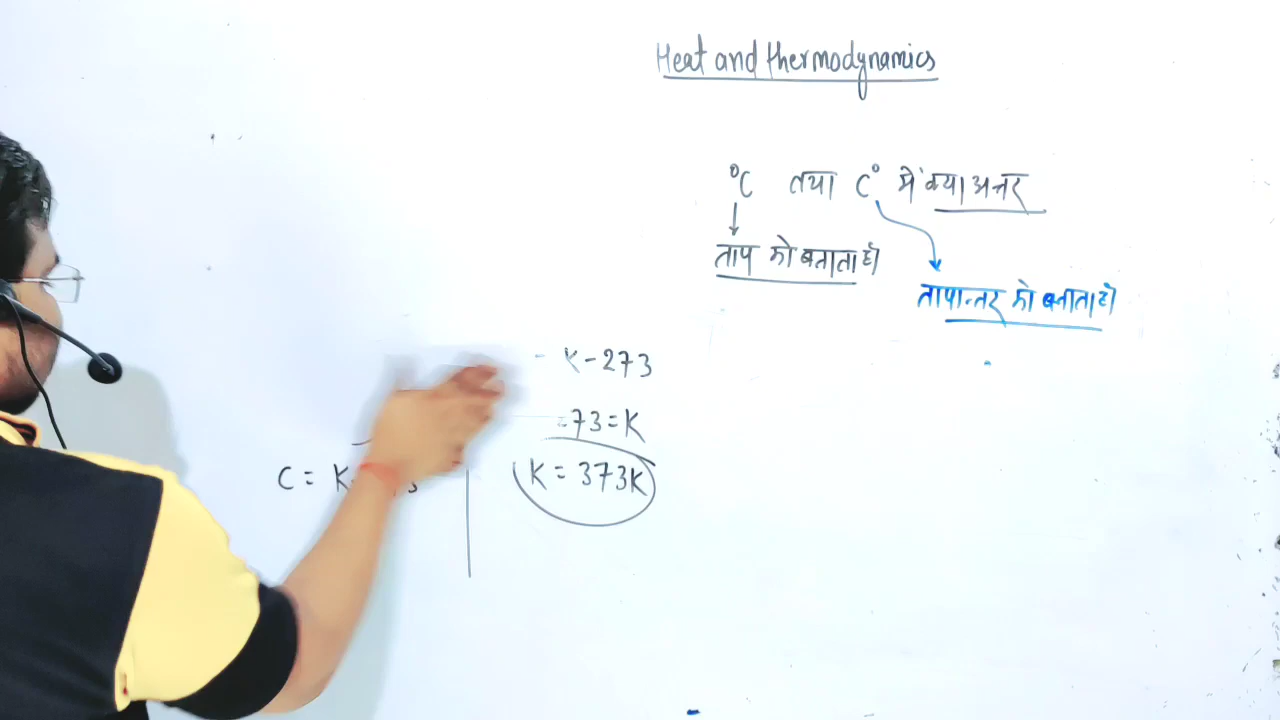 Heat and thermodynamics
°C तथा C° में क्या अन्तर
ताप को बताता है।
तापान्तर को बताता है।
- K - 273
=73=K
C = K
K = 373K